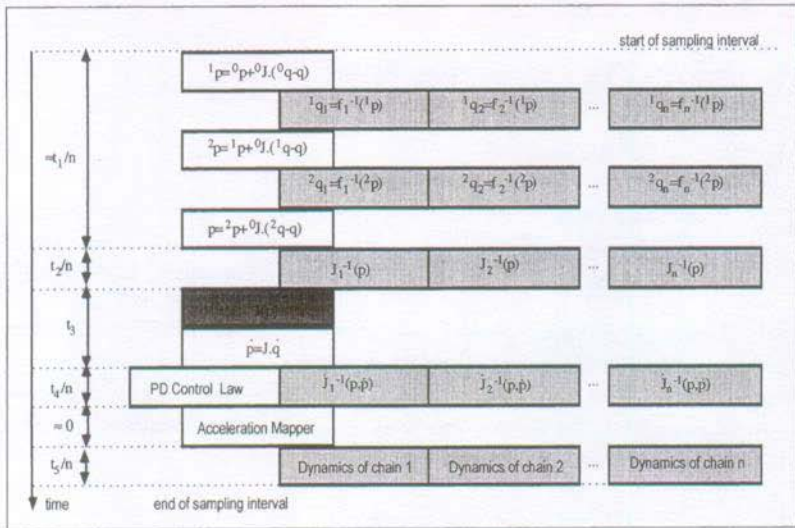 start of sampling interval
¹p=⁰p+⁰J.(⁰q-q)
¹q₁=f₁⁻¹(¹p) ¹q₂=f₂⁻¹(¹p) ... ¹qₙ=fₙ⁻¹(¹p)
≈t₁/n
²p=¹p+⁰J.(¹q-q)
²q₁=f₁⁻¹(²p) ²q₂=f₂⁻¹(²p) ... ²qₙ=fₙ⁻¹(²p)
p=²p+⁰J.(²q-q)
t₂/n
J₁⁻¹(p) J₂⁻¹(p) ... Jₙ⁻¹(p)
t₃
ṗ=J.q̇
t₄/n
PD Control Law
J̇₁⁻¹(p,ṗ) J̇₂⁻¹(p,ṗ) ... J̇ₙ⁻¹(p,ṗ)
≈ 0
Acceleration Mapper
t₅/n
Dynamics of chain 1 Dynamics of chain 2 ... Dynamics of chain n
time
end of sampling interval